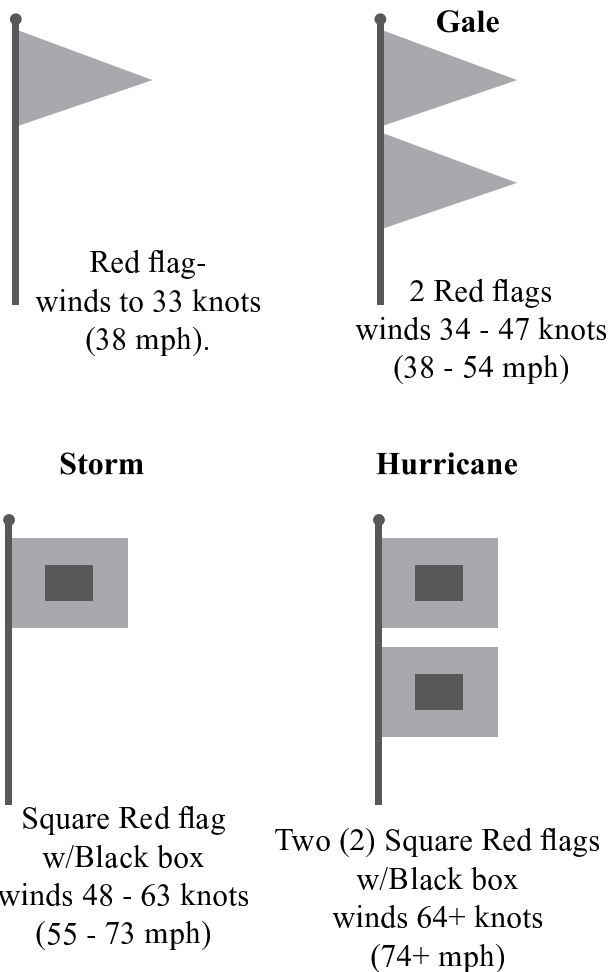 Gale
Red flag-
winds to 33 knots
(38 mph).
2 Red flags
winds 34 - 47 knots
(38 - 54 mph)
Storm
Hurricane
Square Red flag
w/Black box
winds 48 - 63 knots
(55 - 73 mph)
Two (2) Square Red flags
w/Black box
winds 64+ knots
(74+ mph)